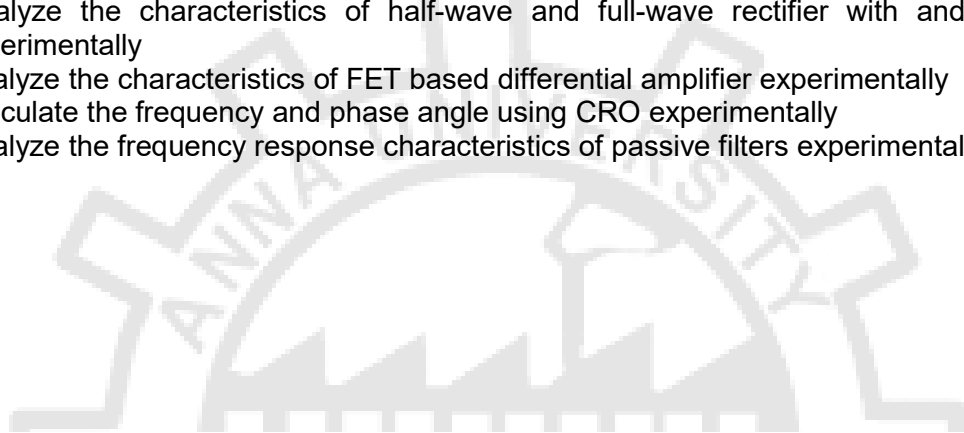 alyze the characteristics of half-wave and full-wave rectifier with and
erimentally
alyze the characteristics of FET based differential amplifier experimentally
culate the frequency and phase angle using CRO experimentally
alyze the frequency response characteristics of passive filters experimental
ANNA UNIVERSITY